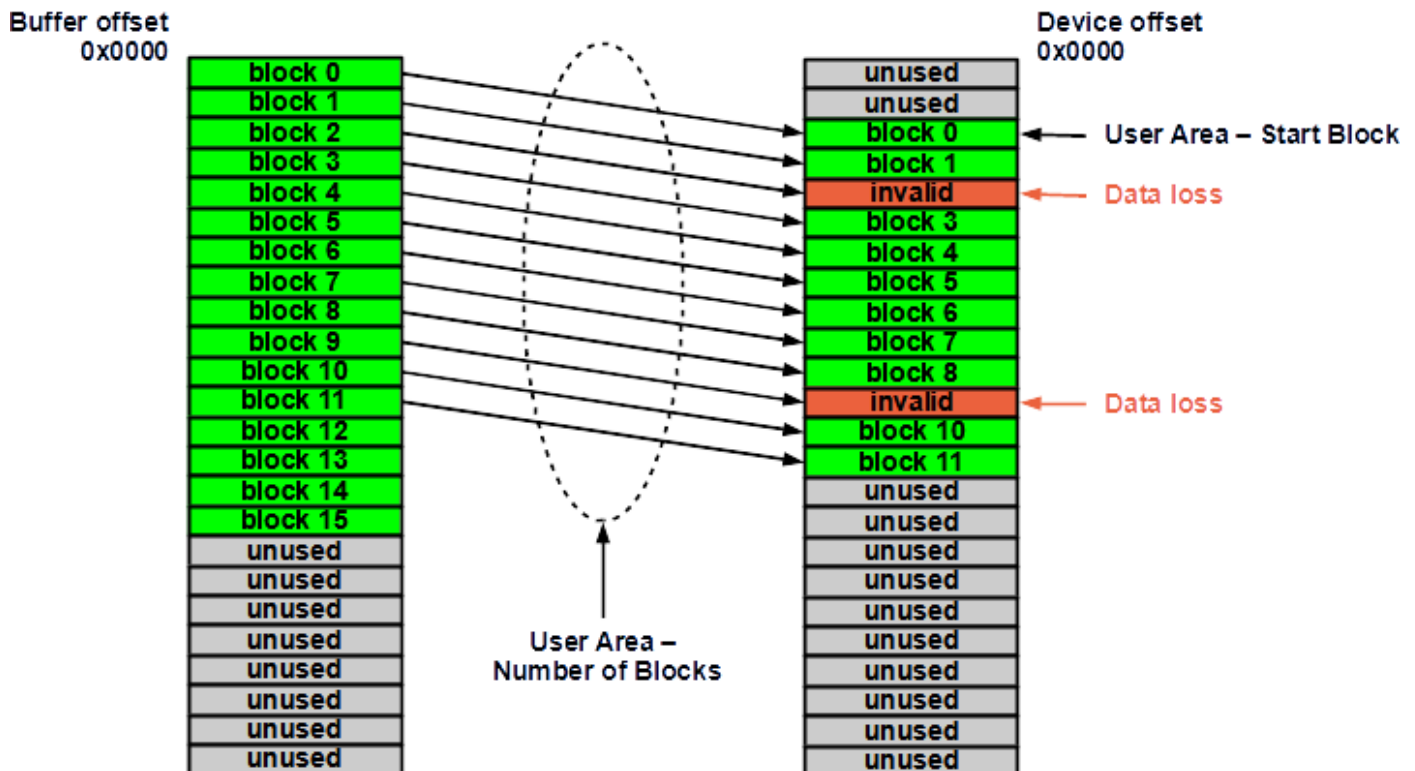 Buffer offset
0x0000
Device offset
0x0000
block 0
block 1
block 2
block 3
block 4
block 5
block 6
block 7
block 8
block 9
block 10
block 11
block 12
block 13
block 14
block 15
unused
unused
unused
unused
unused
unused
unused
unused
User Area –
Number of Blocks
unused
unused
block 0
block 1
invalid
block 3
block 4
block 5
block 6
block 7
block 8
invalid
block 10
block 11
unused
unused
unused
unused
unused
unused
unused
unused
unused
unused
User Area – Start Block
Data loss
Data loss